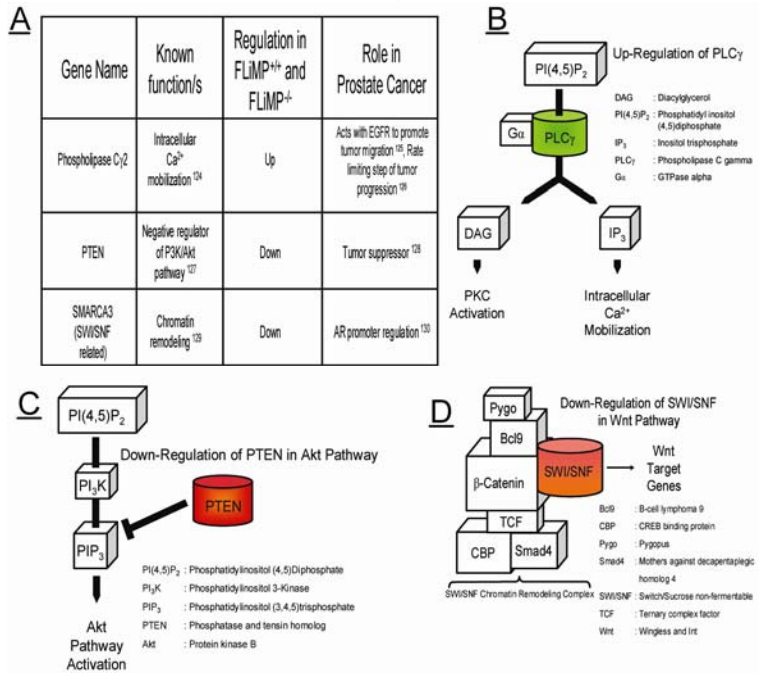 A
Gene Name
Known function/s
Regulation in FLiMP+/+ and FLiMP-/-
Role in Prostate Cancer
Phospholipase Cγ2
Intracellular Ca2+ mobilization 124
Up
Acts with EGFR to promote tumor migration 125, Rate limiting step of tumor progression 126
PTEN
Negative regulator of P3K/Akt pathway 127
Down
Tumor suppressor 128
SMARCA3 (SWI/SNF related)
Chromatin remodeling 129
Down
AR promoter regulation 130
B
Up-Regulation of PLCγ
PI(4,5)P2
Gα
PLCγ
DAG
IP3
PKC
Activation
Intracellular
Ca2+
Mobilization
DAG : Diacylglycerol
PI(4,5)P2 : Phosphatidyl inositol
(4,5)diphosphate
IP3 : Inositol trisphosphate
PLCγ : Phospholipase C gamma
Gα : GTPase alpha
C
PI(4,5)P2
Down-Regulation of PTEN in Akt Pathway
PI3K
PTEN
PIP3
Akt
Pathway
Activation
PI(4,5)P2 : Phosphatidylinositol (4,5)Diphosphate
PI3K : Phosphatidylinositol 3-Kinase
PIP3 : Phosphatidylinositol (3,4,5)trisphosphate
PTEN : Phosphatase and tensin homolog
Akt : Protein kinase B
D
Down-Regulation of SWI/SNF
in Wnt Pathway
Pygo
Bcl9
β-Catenin
SWI/SNF
TCF
CBP
Smad4
SWI/SNF Chromatin Remodeling Complex
Wnt
Target
Genes
Bcl9 : B-cell lymphoma 9
CBP : CREB binding protein
Pygo : Pygopus
Smad4 : Mothers against decapentaplegic
homolog 4
SWI/SNF : Switch/Sucrose non-fermentable
TCF : Ternary complex factor
Wnt : Wingless and Int